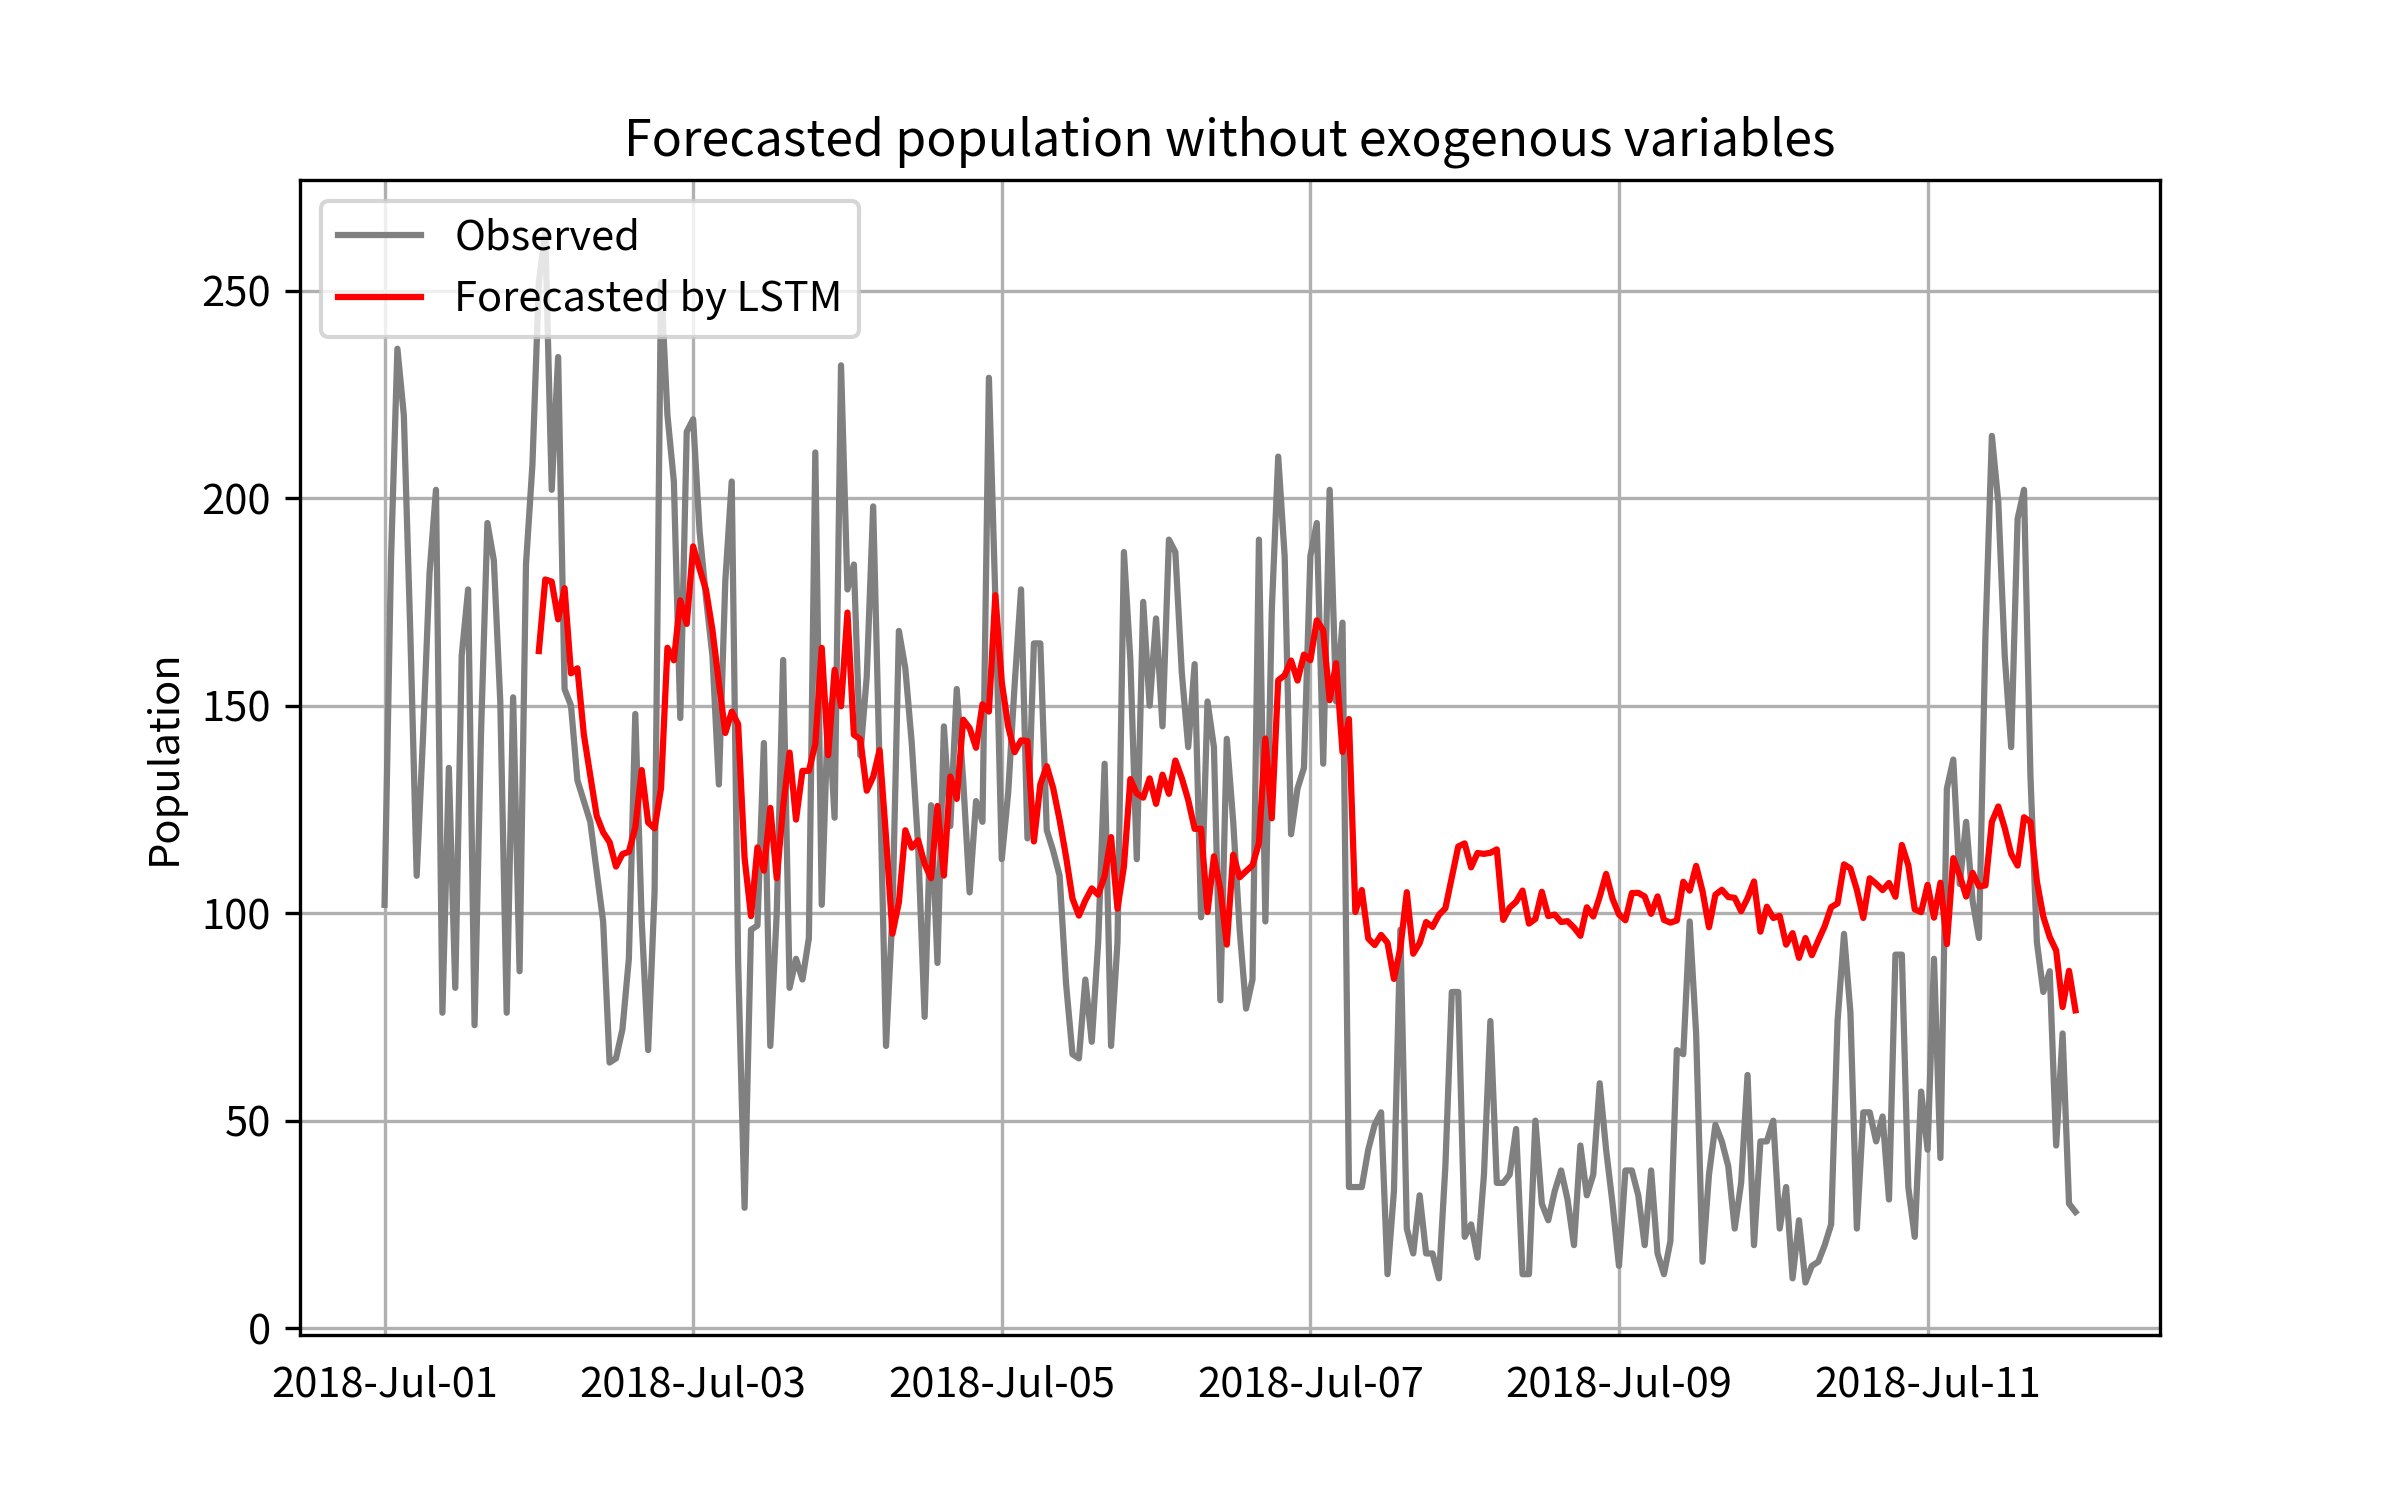 Forecasted population without exogenous variables
Observed
Forecasted by LSTM
Population
250
200
150
100
50
0
2018-Jul-01
2018-Jul-03
2018-Jul-05
2018-Jul-07
2018-Jul-09
2018-Jul-11